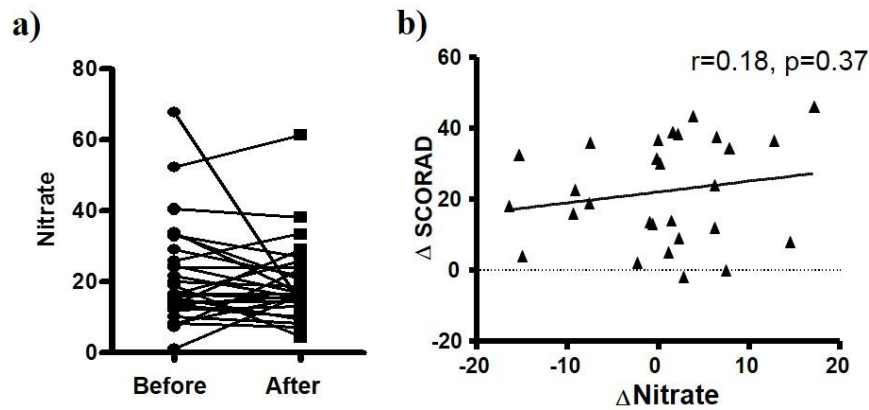 a)
80
60
40
20
0
Nitrate
Before After
b)
r=0.18, p=0.37
60
40
20
0
-20
Δ SCORAD
-20 -10 0 10 20
ΔNitrate